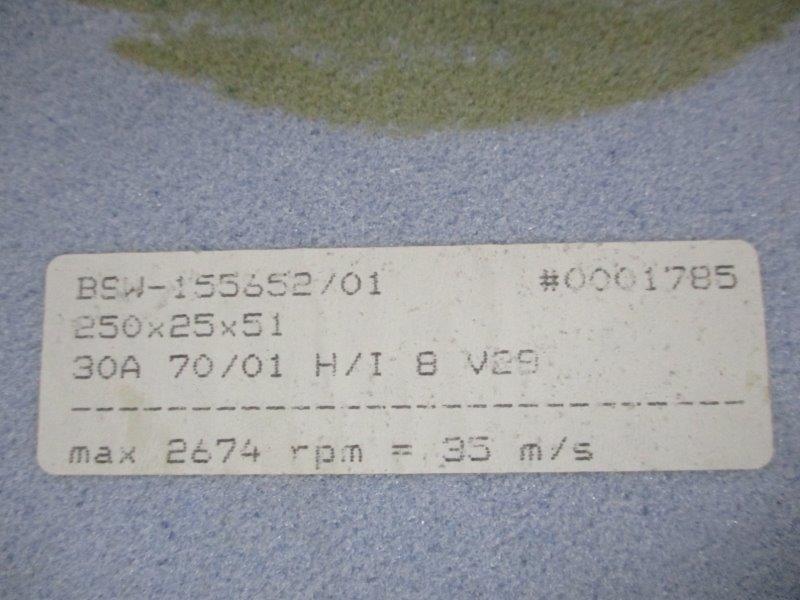 BSW-155652/01 #0001785
250x25x51
30A 70/01 H/I 8 V29
--------------------------------
max 2674 rpm = 35 m/s